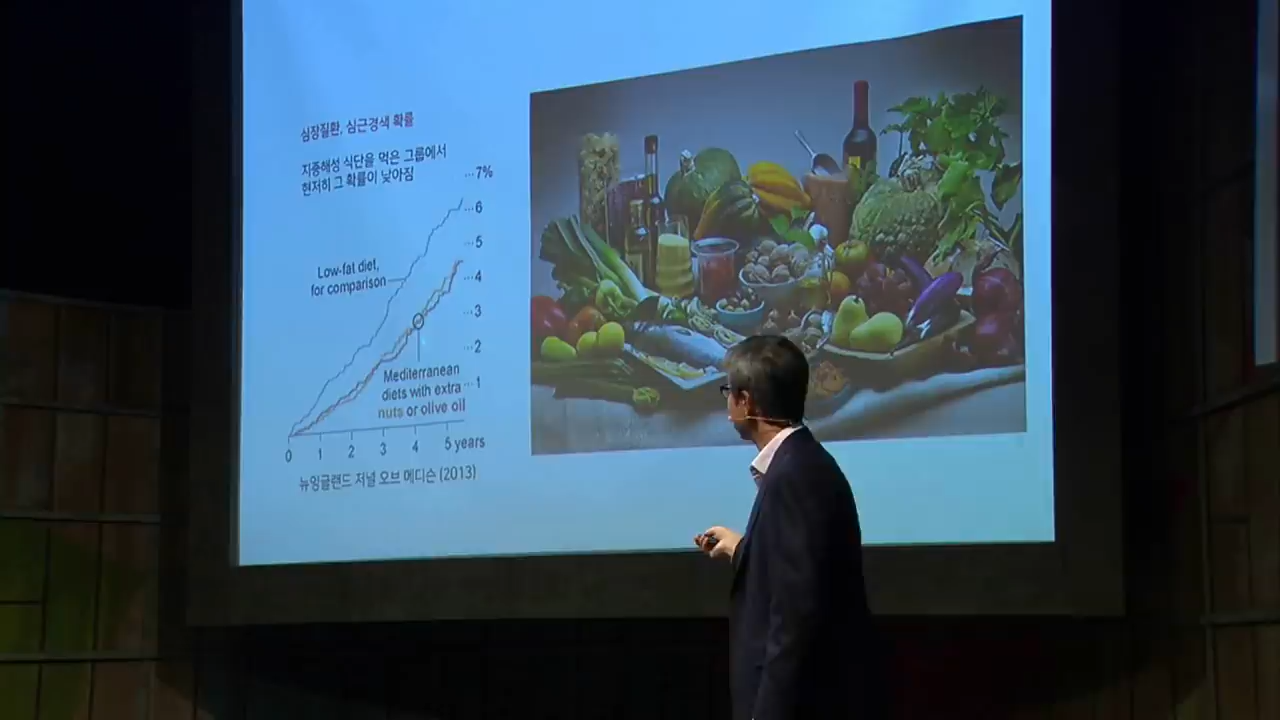 심장질환, 심근경색 확률
지중해성 식단을 먹은 그룹에서
현저히 그 확률이 낮아짐
...7%
...6
...5
...4
...3
...2
...1
Low-fat diet,
for comparison
Mediterranean
diets with extra
nuts or olive oil
0 1 2 3 4 5 years
뉴잉글랜드 저널 오브 메디슨 (2013)